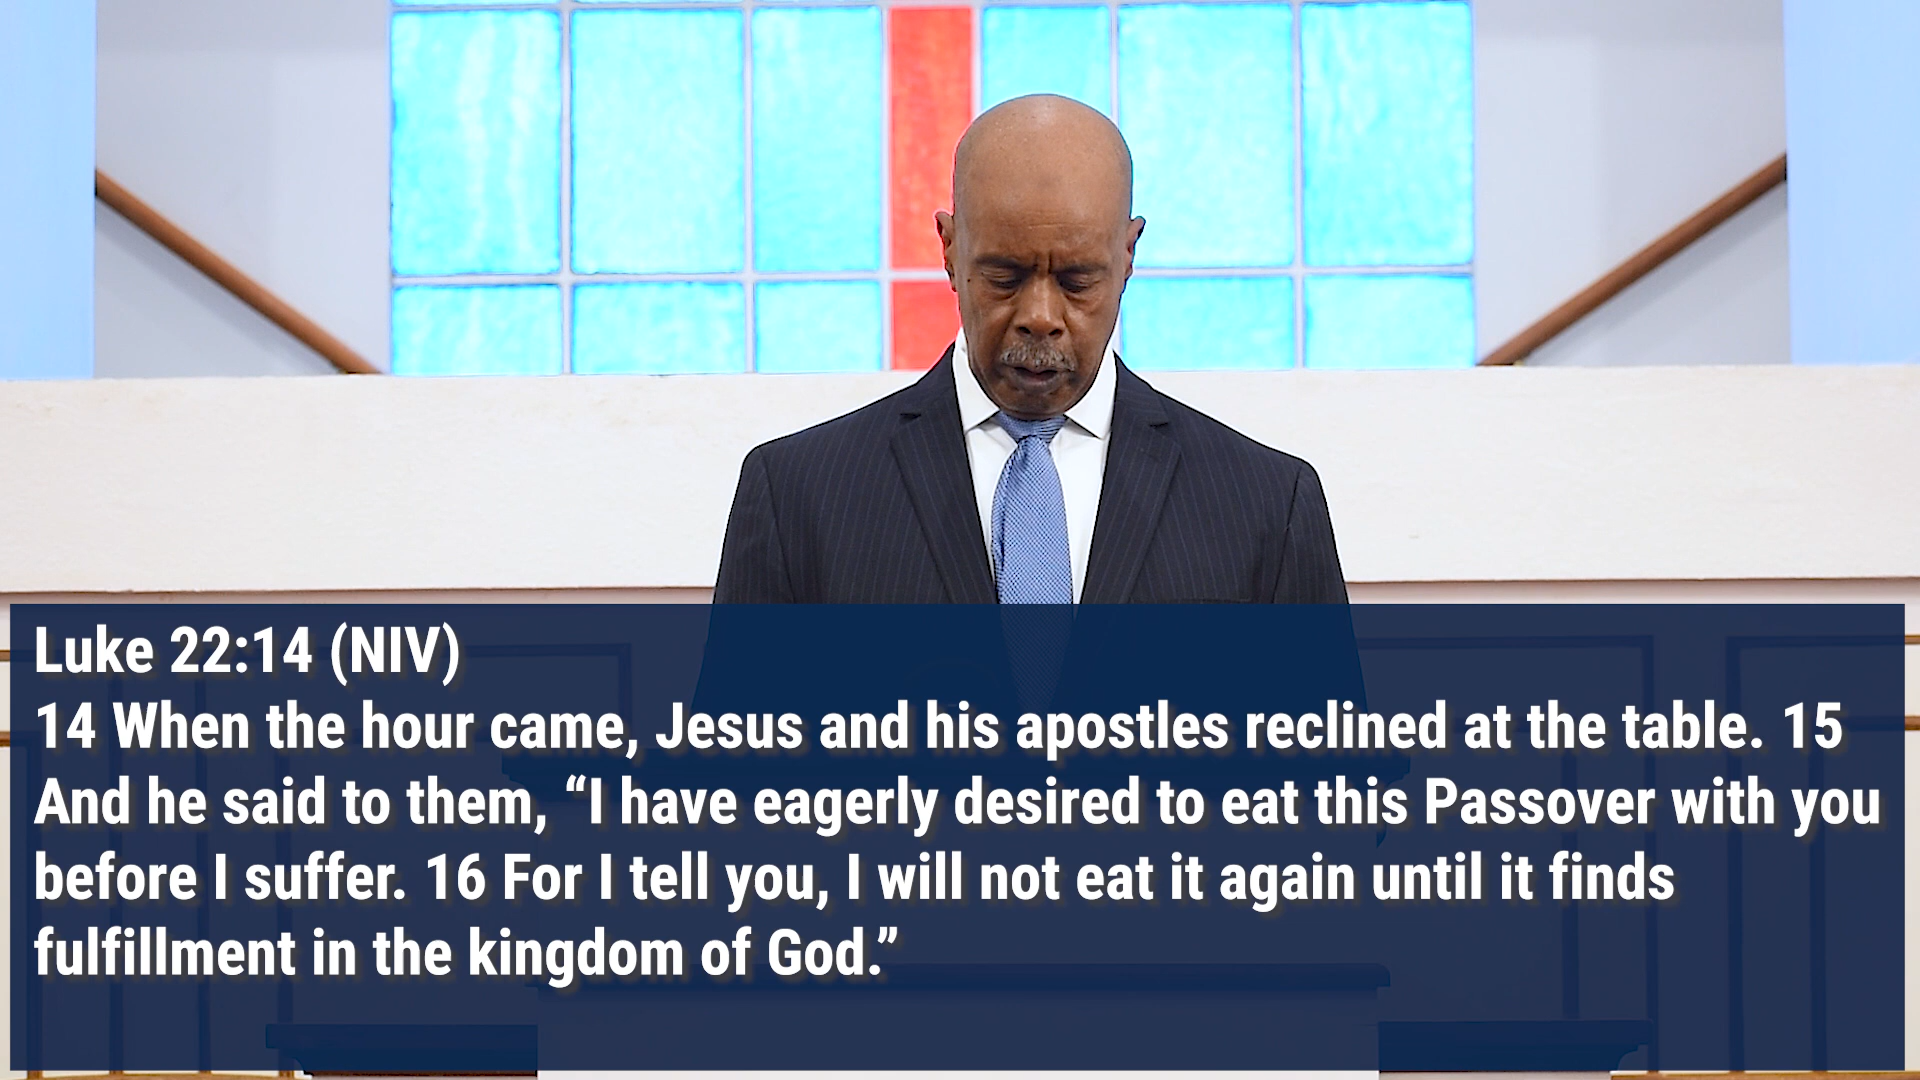 Luke 22:14 (NIV)
14 When the hour came, Jesus and his apostles reclined at the table. 15
And he said to them, “I have eagerly desired to eat this Passover with you
before I suffer. 16 For I tell you, I will not eat it again until it finds
fulfillment in the kingdom of God.”